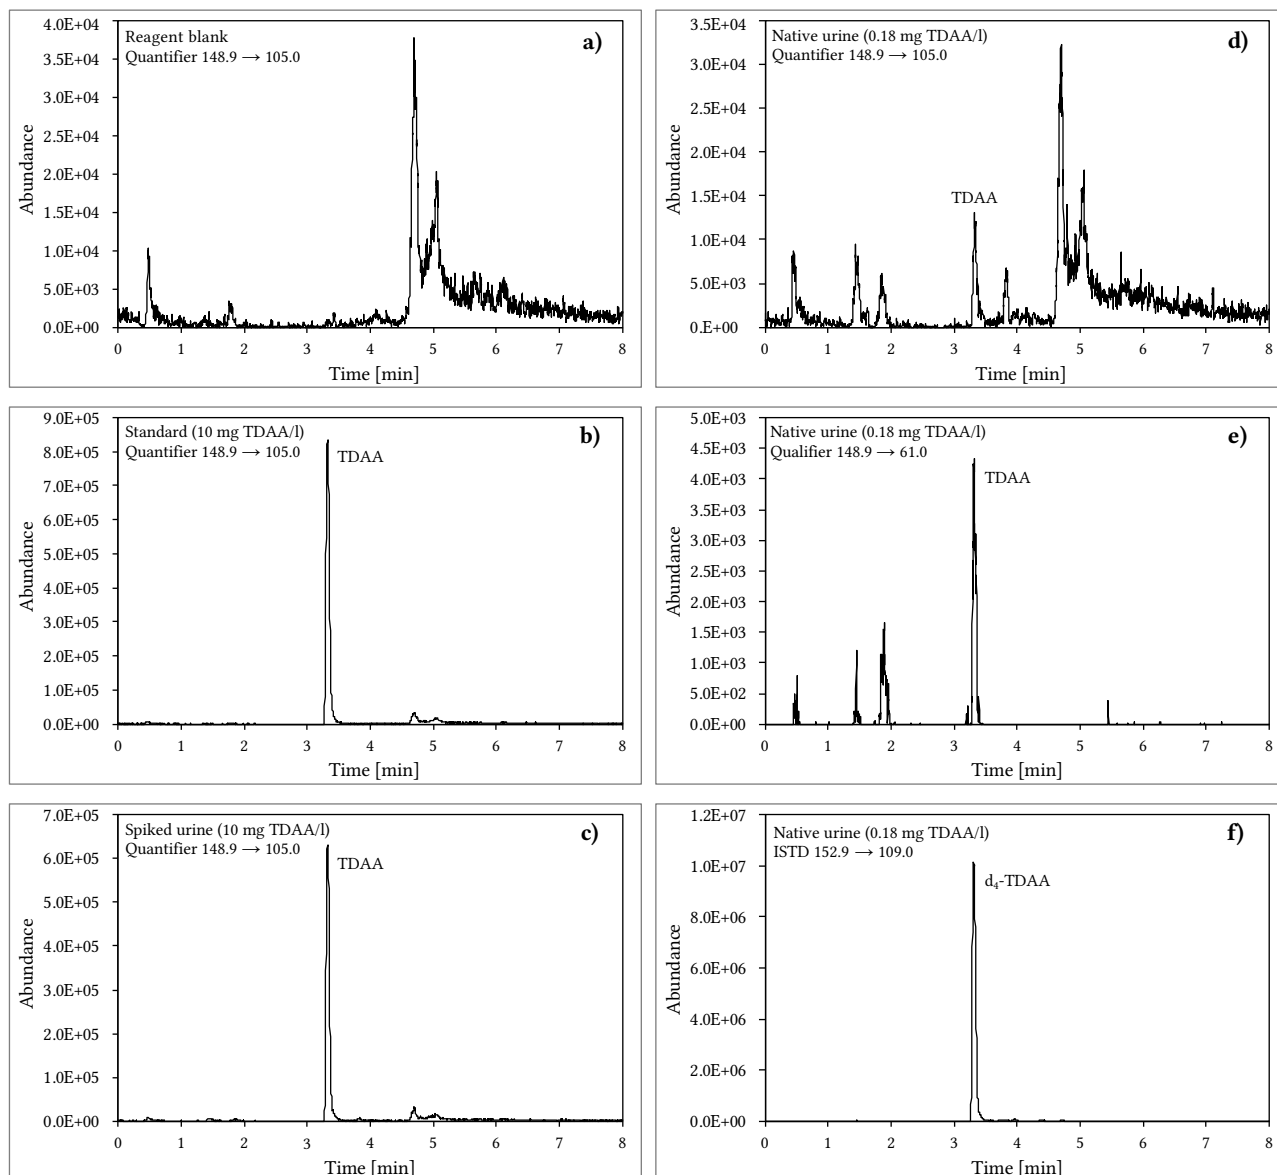 a)
Reagent blank
Quantifier 148.9 → 105.0
Abundance
4.0E+04
3.5E+04
3.0E+04
2.5E+04
2.0E+04
1.5E+04
1.0E+04
5.0E+03
0.0E+00
0 1 2 3 4 5 6 7 8
Time [min]
d)
Native urine (0.18 mg TDAA/l)
Quantifier 148.9 → 105.0
TDAA
Abundance
3.5E+04
3.0E+04
2.5E+04
2.0E+04
1.5E+04
1.0E+04
5.0E+03
0.E+00
0 1 2 3 4 5 6 7 8
Time [min]
b)
Standard (10 mg TDAA/l)
Quantifier 148.9 → 105.0
TDAA
Abundance
9.0E+05
8.0E+05
7.0E+05
6.0E+05
5.0E+05
4.0E+05
3.0E+05
2.0E+05
1.0E+05
0.0E+00
0 1 2 3 4 5 6 7 8
Time [min]
e)
Native urine (0.18 mg TDAA/l)
Qualifier 148.9 → 61.0
TDAA
Abundance
5.0E+03
4.5E+03
4.0E+03
3.5E+03
3.0E+03
2.5E+03
2.0E+03
1.5E+03
1.0E+03
5.0E+02
0.0E+00
0 1 2 3 4 5 6 7 8
Time [min]
c)
Spiked urine (10 mg TDAA/l)
Quantifier 148.9 → 105.0
TDAA
Abundance
7.0E+05
6.0E+05
5.0E+05
4.0E+05
3.0E+05
2.0E+05
1.0E+05
0.0E+00
0 1 2 3 4 5 6 7 8
Time [min]
f)
Native urine (0.18 mg TDAA/l)
ISTD 152.9 → 109.0
d₄-TDAA
Abundance
1.2E+07
1.0E+07
8.0E+06
6.0E+06
4.0E+06
2.0E+06
0.0E+00
0 1 2 3 4 5 6 7 8
Time [min]